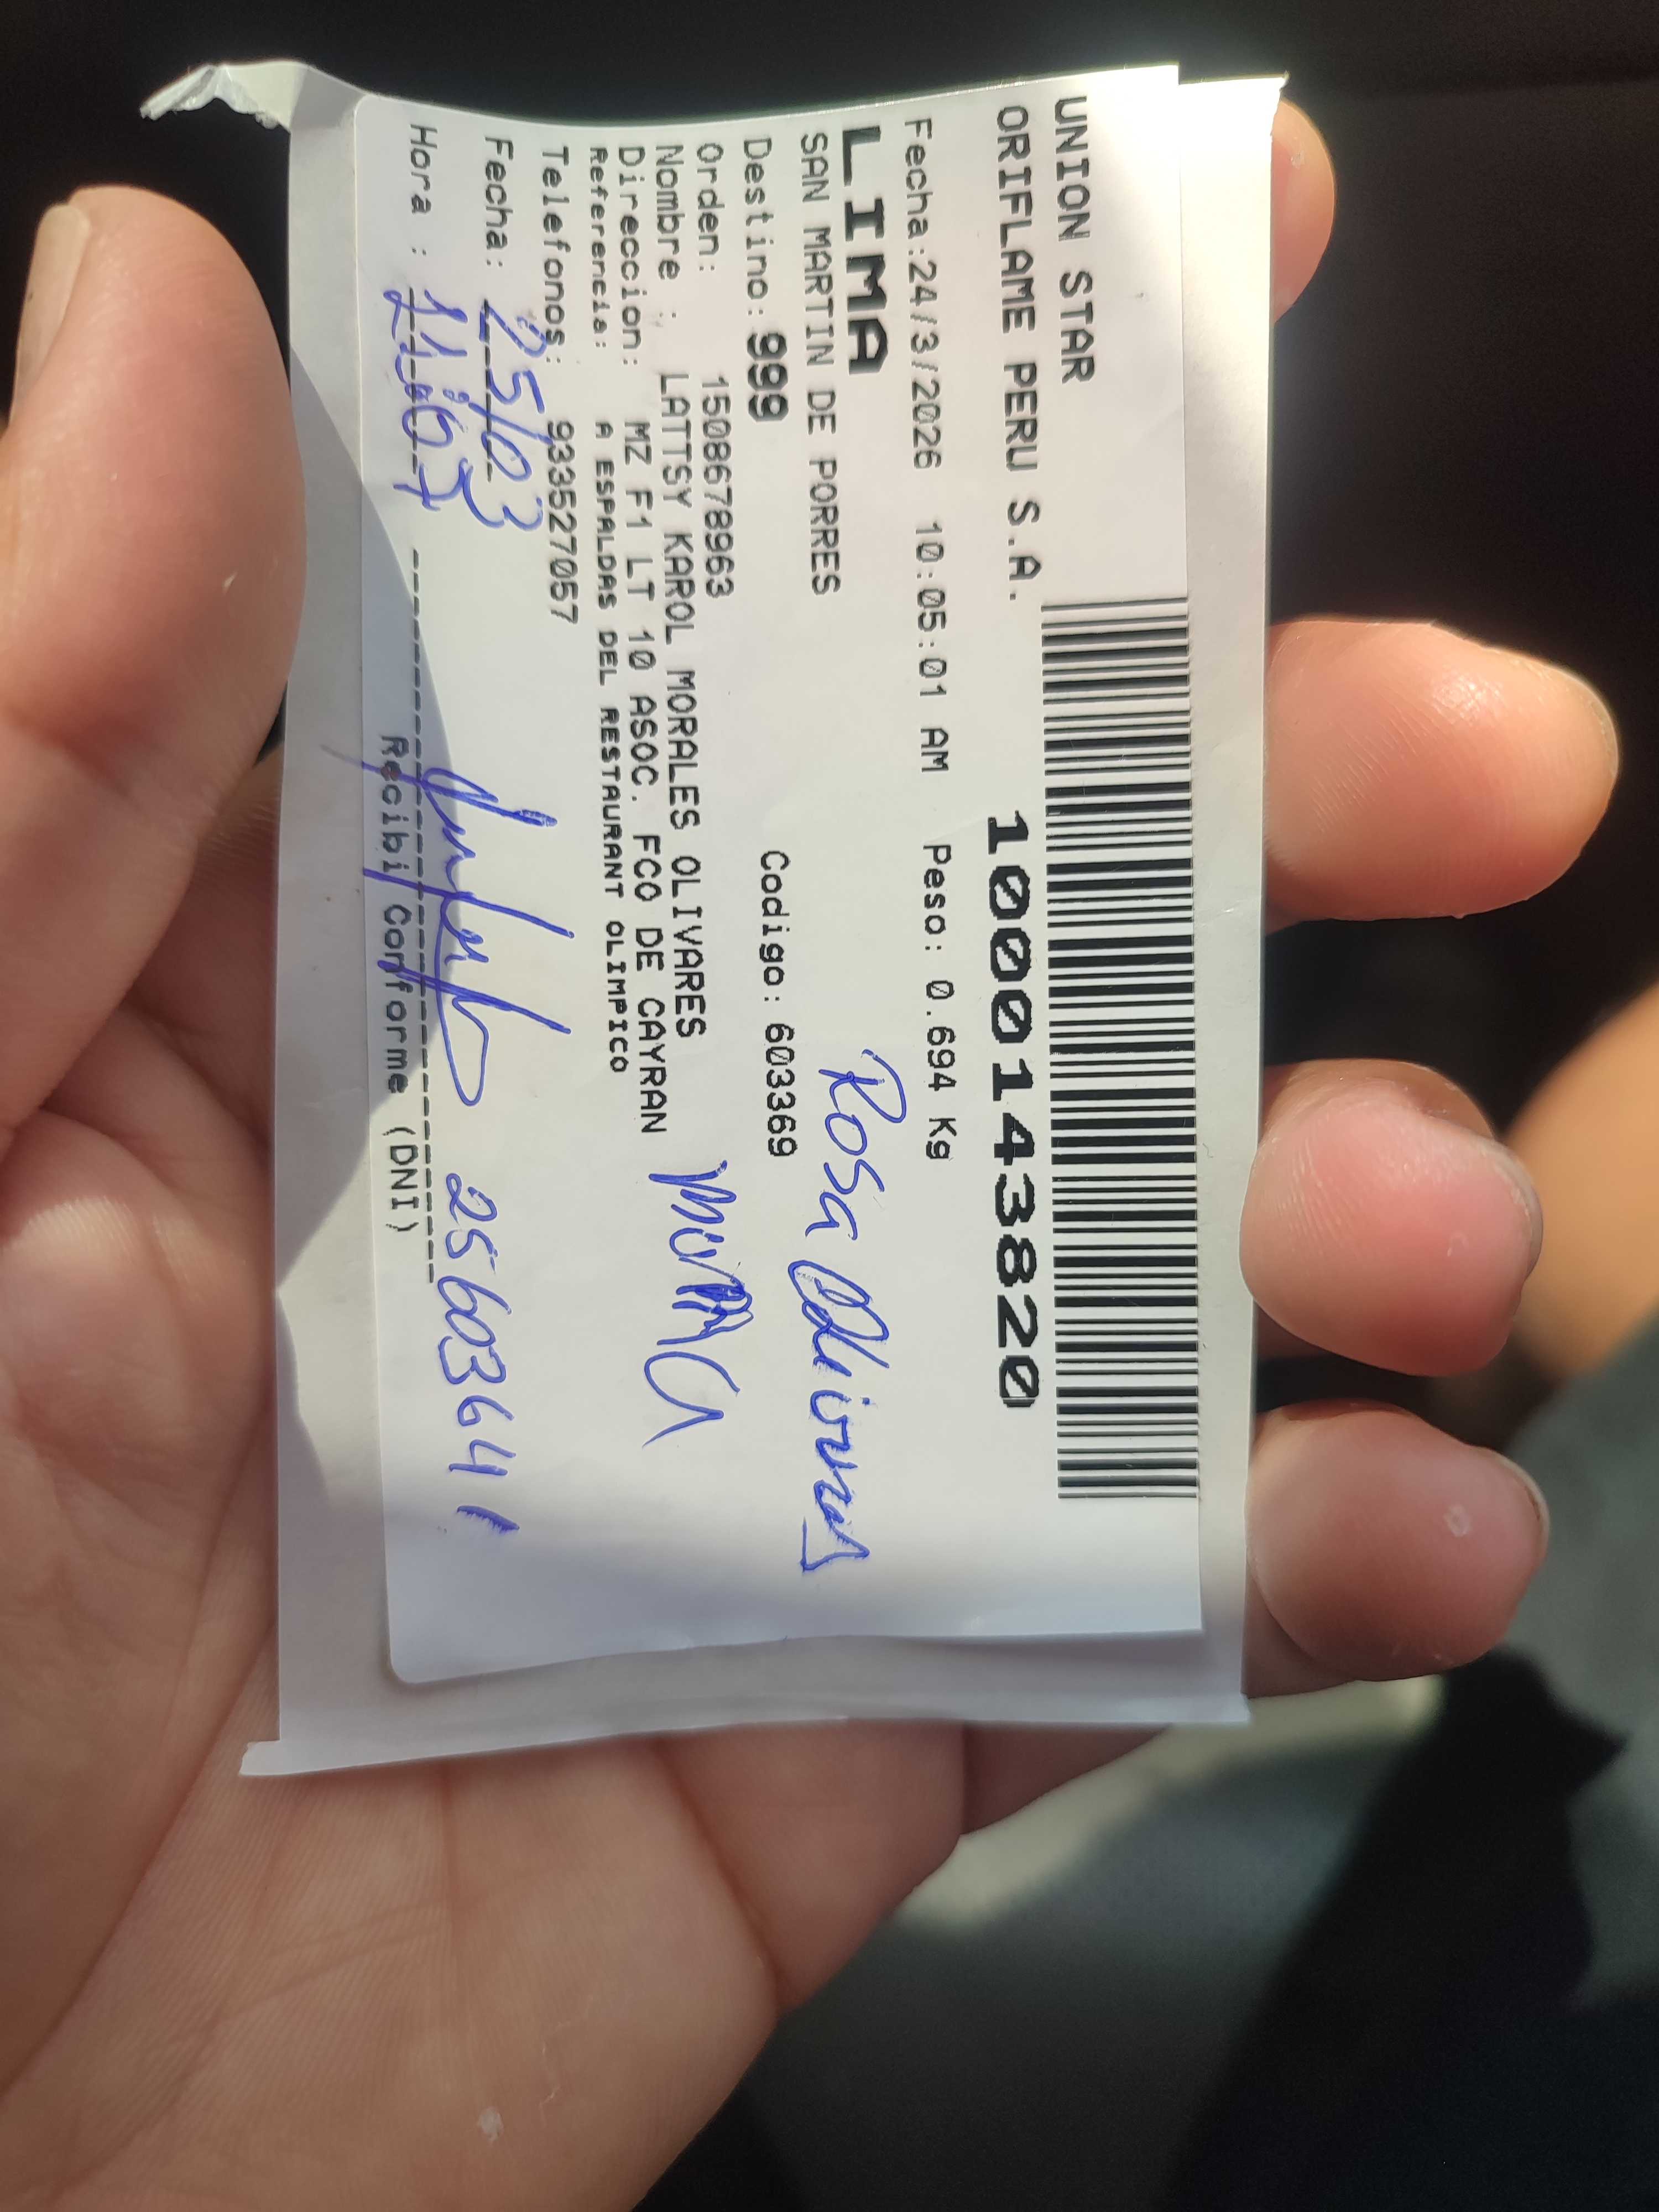 UNION STAR
ORIFLAME PERU S.A.
1000143820
Fecha:24/3/2026 10:05:01 AM Peso: 0.694 Kg
LIMA
SAN MARTIN DE PORRES
Rosa
Destino: 999 Codigo: 603369
Orden: 1508678963
Nombre : LATTSY KAROL MORALES OLIVARES
Direccion: MZ F1 LT 10 ASOC. FCO DE CAYRAN
Referencia: A ESPALDAS DEL RESTAURANT OLIMPICO
Telefonos: 933527057
Fecha: 25/03
25603641
Hora : 11:07
Recibi Conforme (DNI)